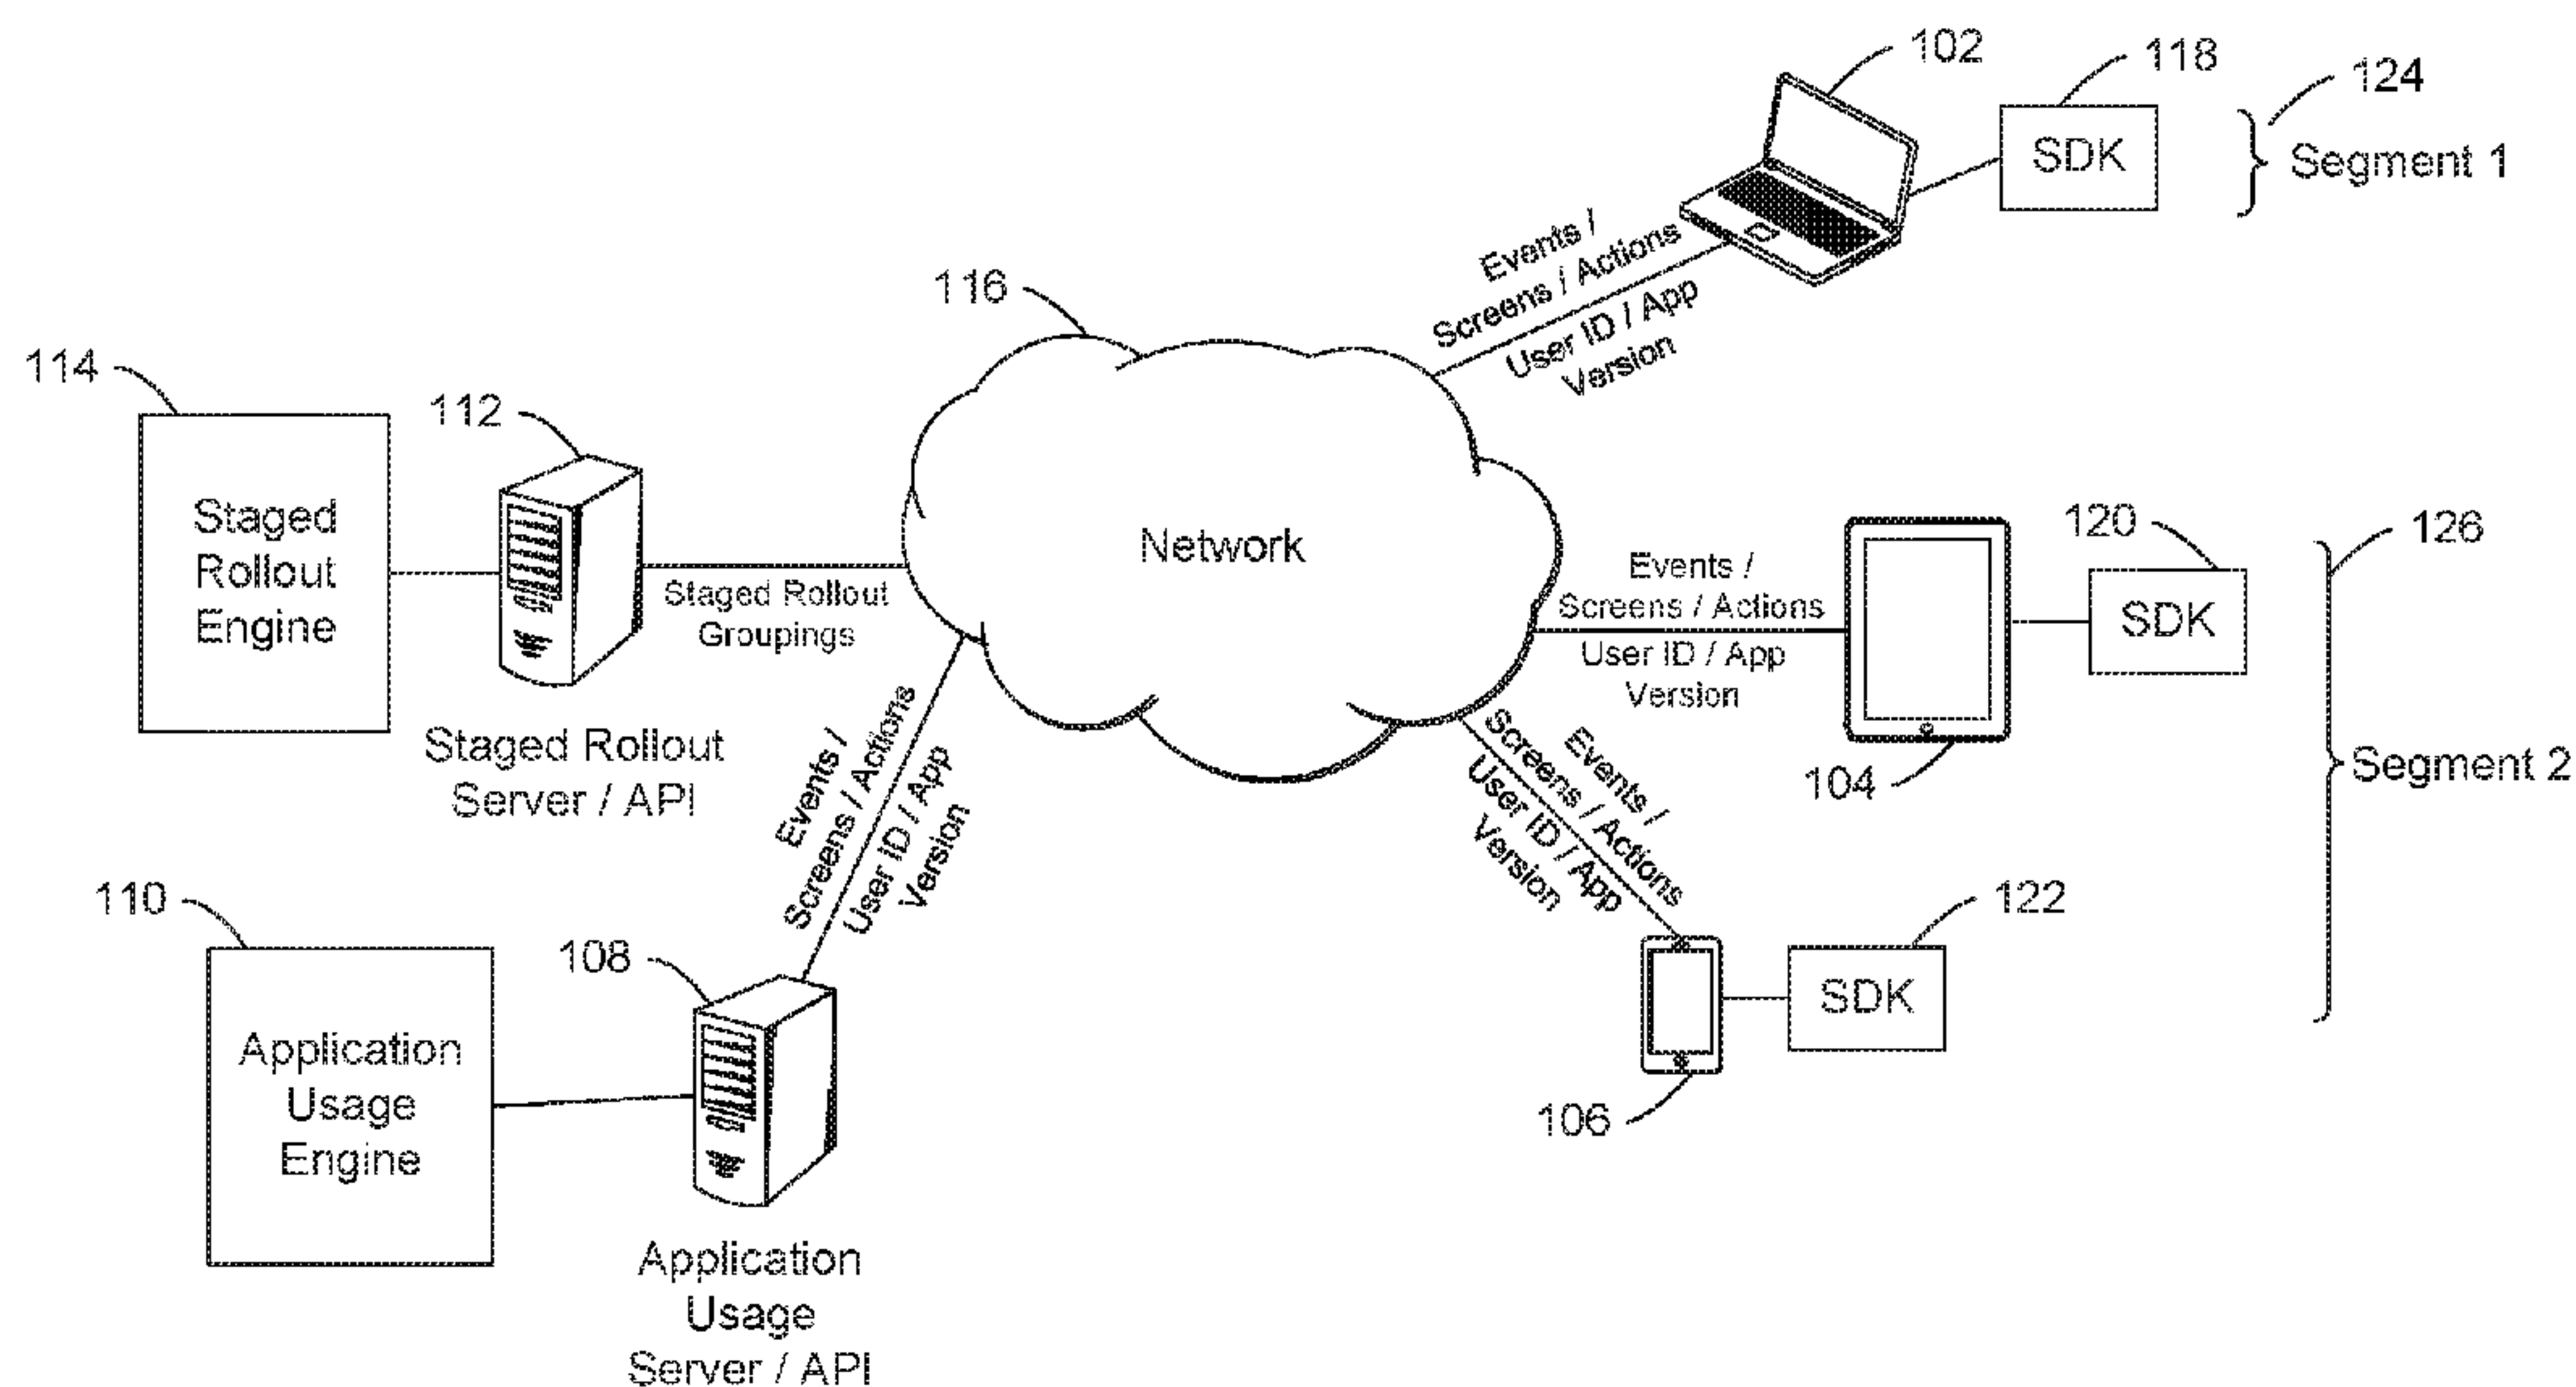 102
118
124
SDK
Segment 1
Events /
Screens / Actions
User ID / App
Version
116
114
112
Staged
Rollout
Engine
Staged Rollout
Groupings
Network
Staged Rollout
Server / API
Events /
Screens / Actions
User ID / App
Version
120
126
SDK
Events /
Screens / Actions
User ID / App
Version
104
Segment 2
Events /
Screens / Actions
User ID / App
Version
122
SDK
106
110
108
Application
Usage
Engine
Application
Usage
Server / API